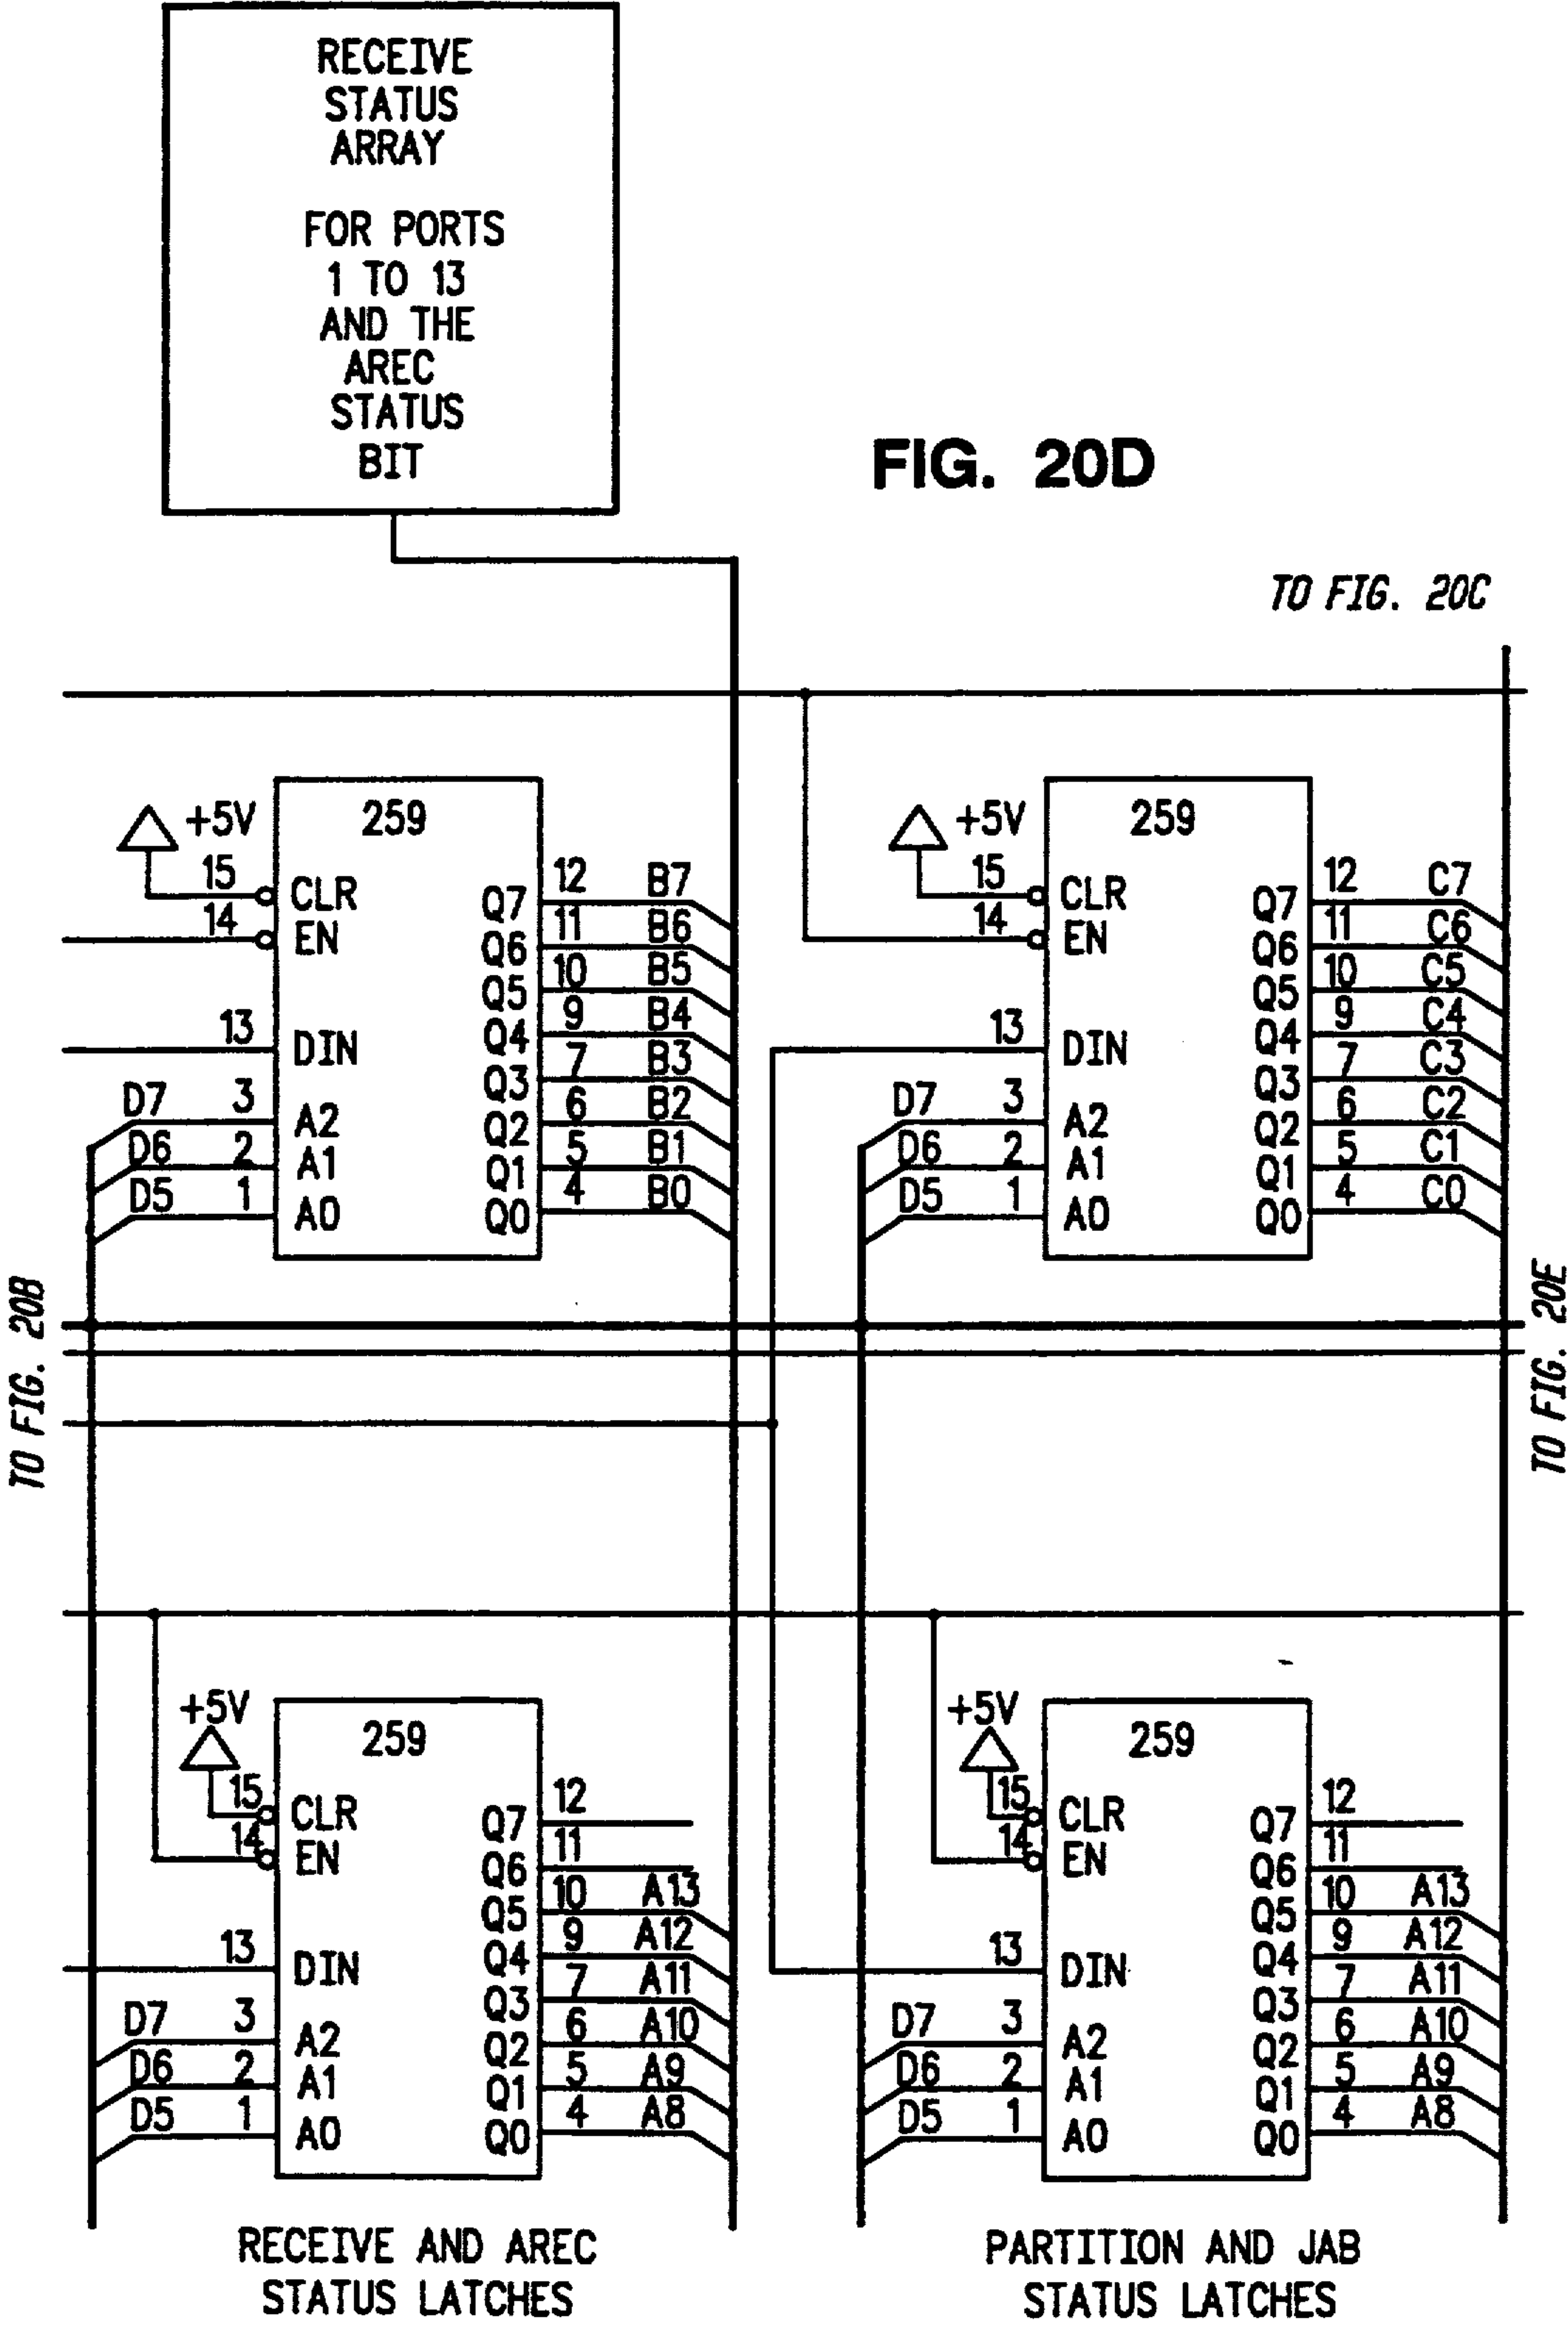 RECEIVE
STATUS
ARRAY
FOR PORTS
1 TO 13
AND THE
AREC
STATUS
BIT
FIG. 20D
TO FIG. 20C
+5V
259
15
CLR
14
EN
13
DIN
D7
3
A2
D6
2
A1
D5
1
A0
Q7
12
B7
Q6
11
B6
Q5
10
B5
Q4
9
B4
Q3
7
B3
Q2
6
B2
Q1
5
B1
Q0
4
B0
+5V
259
15
CLR
14
EN
13
DIN
D7
3
A2
D6
2
A1
D5
1
A0
Q7
12
C7
Q6
11
C6
Q5
10
C5
Q4
9
C4
Q3
7
C3
Q2
6
C2
Q1
5
C1
Q0
4
C0
TO FIG. 20B
TO FIG. 20E
+5V
259
15
CLR
14
EN
13
DIN
D7
3
A2
D6
2
A1
D5
1
A0
Q7
12
Q6
11
Q5
10
A13
Q4
9
A12
Q3
7
A11
Q2
6
A10
Q1
5
A9
Q0
4
A8
+5V
259
15
CLR
14
EN
13
DIN
D7
3
A2
D6
2
A1
D5
1
A0
Q7
12
Q6
11
Q5
10
A13
Q4
9
A12
Q3
7
A11
Q2
6
A10
Q1
5
A9
Q0
4
A8
RECEIVE AND AREC
STATUS LATCHES
PARTITION AND JAB
STATUS LATCHES